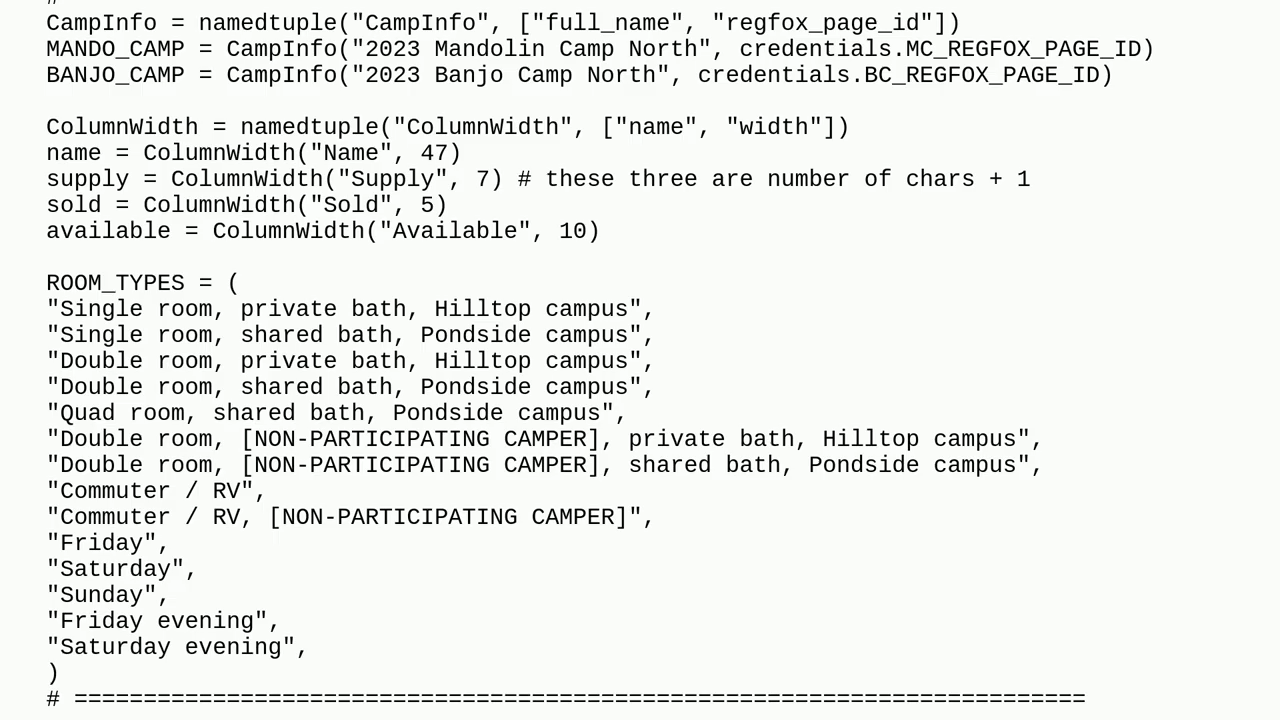 #
CampInfo = namedtuple("CampInfo", ["full_name", "regfox_page_id"])
MANDO_CAMP = CampInfo("2023 Mandolin Camp North", credentials.MC_REGFOX_PAGE_ID)
BANJO_CAMP = CampInfo("2023 Banjo Camp North", credentials.BC_REGFOX_PAGE_ID)
ColumnWidth = namedtuple("ColumnWidth", ["name", "width"])
name = ColumnWidth("Name", 47)
supply = ColumnWidth("Supply", 7) # these three are number of chars + 1
sold = ColumnWidth("Sold", 5)
available = ColumnWidth("Available", 10)
ROOM_TYPES = (
"Single room, private bath, Hilltop campus",
"Single room, shared bath, Pondside campus",
"Double room, private bath, Hilltop campus",
"Double room, shared bath, Pondside campus",
"Quad room, shared bath, Pondside campus",
"Double room, [NON-PARTICIPATING CAMPER], private bath, Hilltop campus",
"Double room, [NON-PARTICIPATING CAMPER], shared bath, Pondside campus",
"Commuter / RV",
"Commuter / RV, [NON-PARTICIPATING CAMPER]",
"Friday",
"Saturday",
"Sunday",
"Friday evening",
"Saturday evening",
)
# =========================================================================